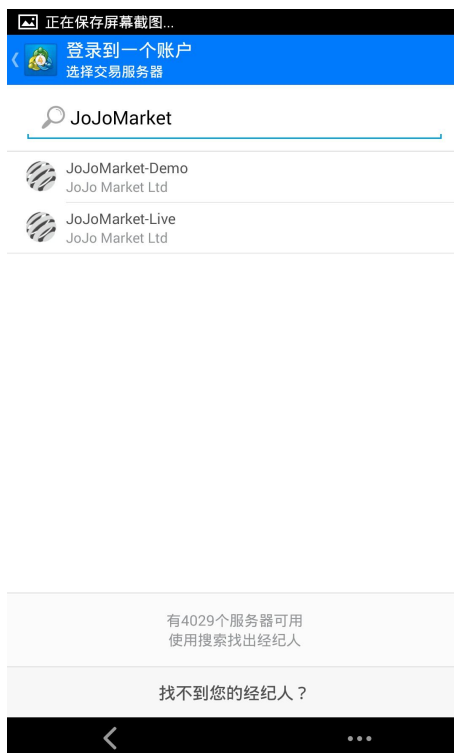 正在保存屏幕截图...
登录到一个账户
选择交易服务器
JoJoMarket
JoJoMarket-Demo
JoJo Market Ltd
JoJoMarket-Live
JoJo Market Ltd
有4029个服务器可用
使用搜索找出经纪人
找不到您的经纪人？